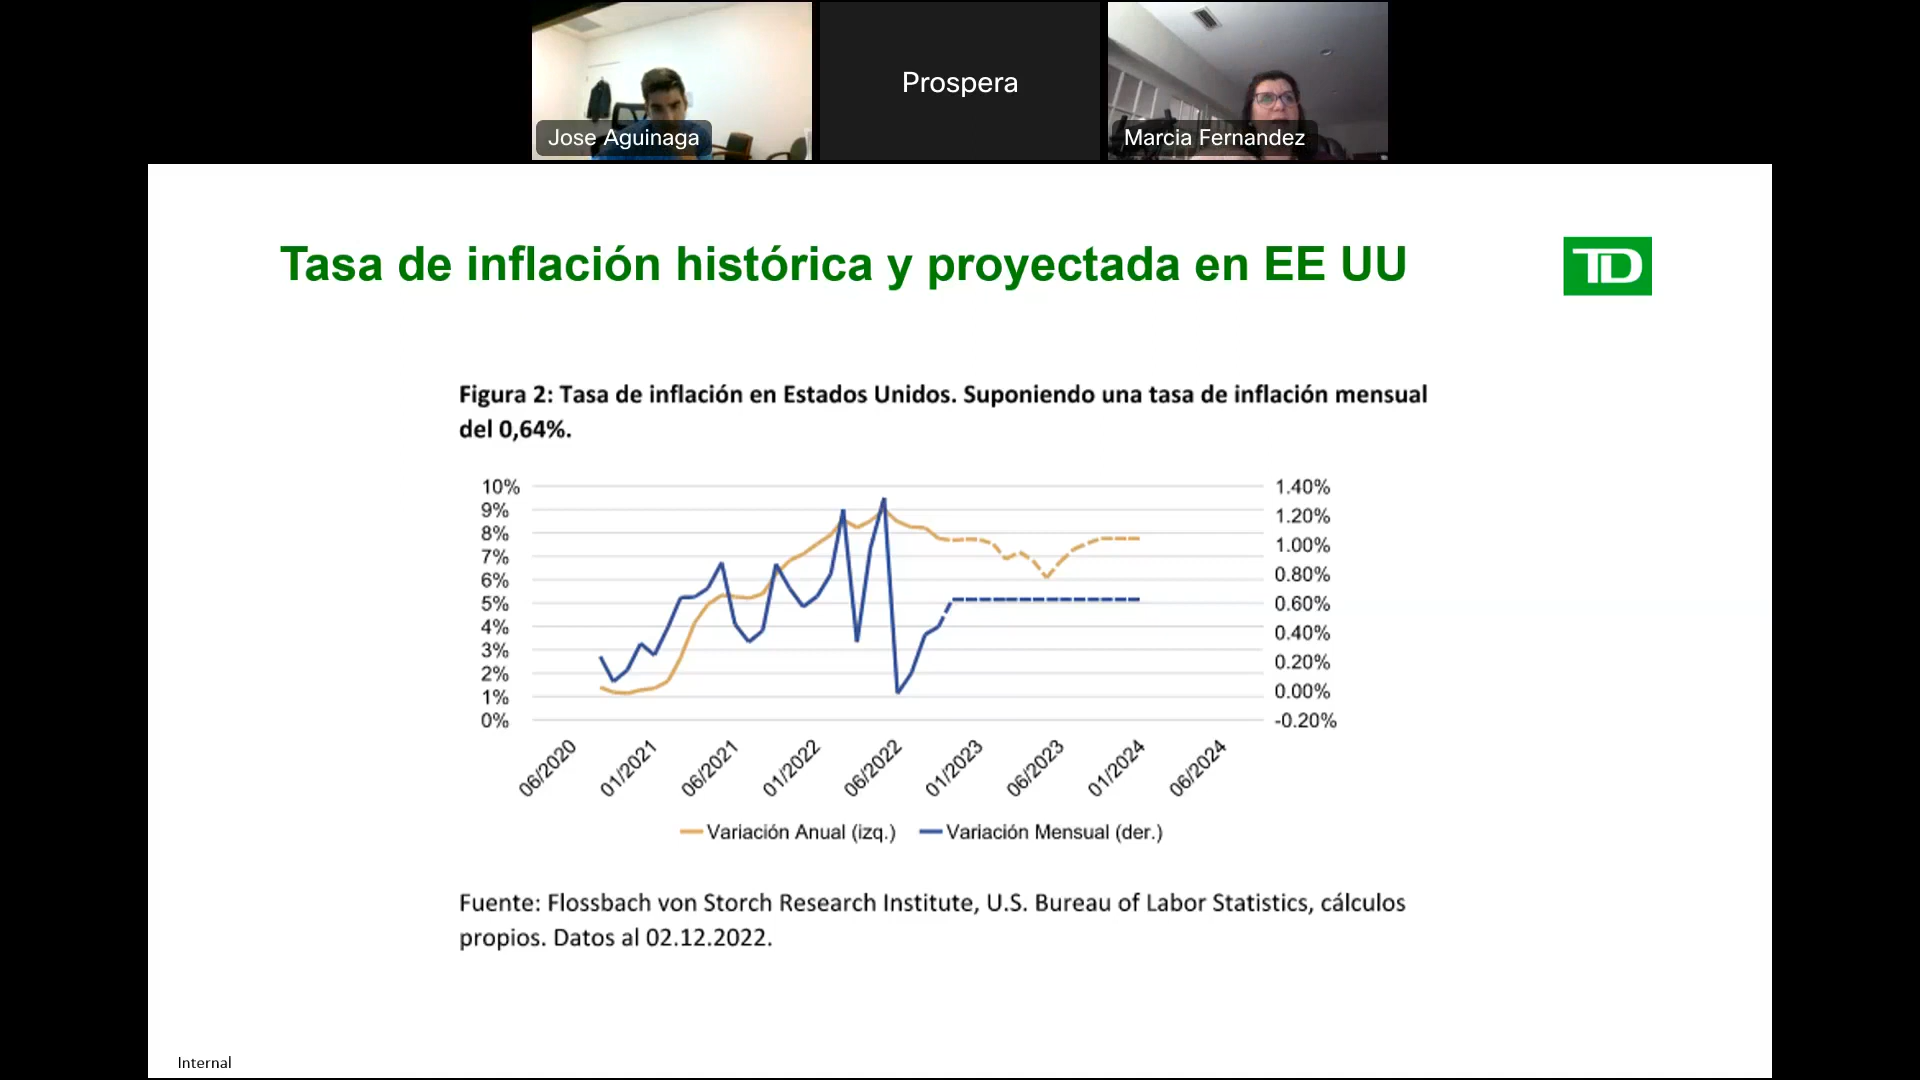 Jose Aguinaga
Prospera
Marcia Fernandez
Tasa de inflación histórica y proyectada en EE UU
TD
Figura 2: Tasa de inflación en Estados Unidos. Suponiendo una tasa de inflación mensual
del 0,64%.
10%
9%
8%
7%
6%
5%
4%
3%
2%
1%
0%
1.40%
1.20%
1.00%
0.80%
0.60%
0.40%
0.20%
0.00%
-0.20%
06/2020
01/2021
06/2021
01/2022
06/2022
01/2023
06/2023
01/2024
06/2024
Variación Anual (izq.)
Variación Mensual (der.)
Fuente: Flossbach von Storch Research Institute, U.S. Bureau of Labor Statistics, cálculos
propios. Datos al 02.12.2022.
Internal